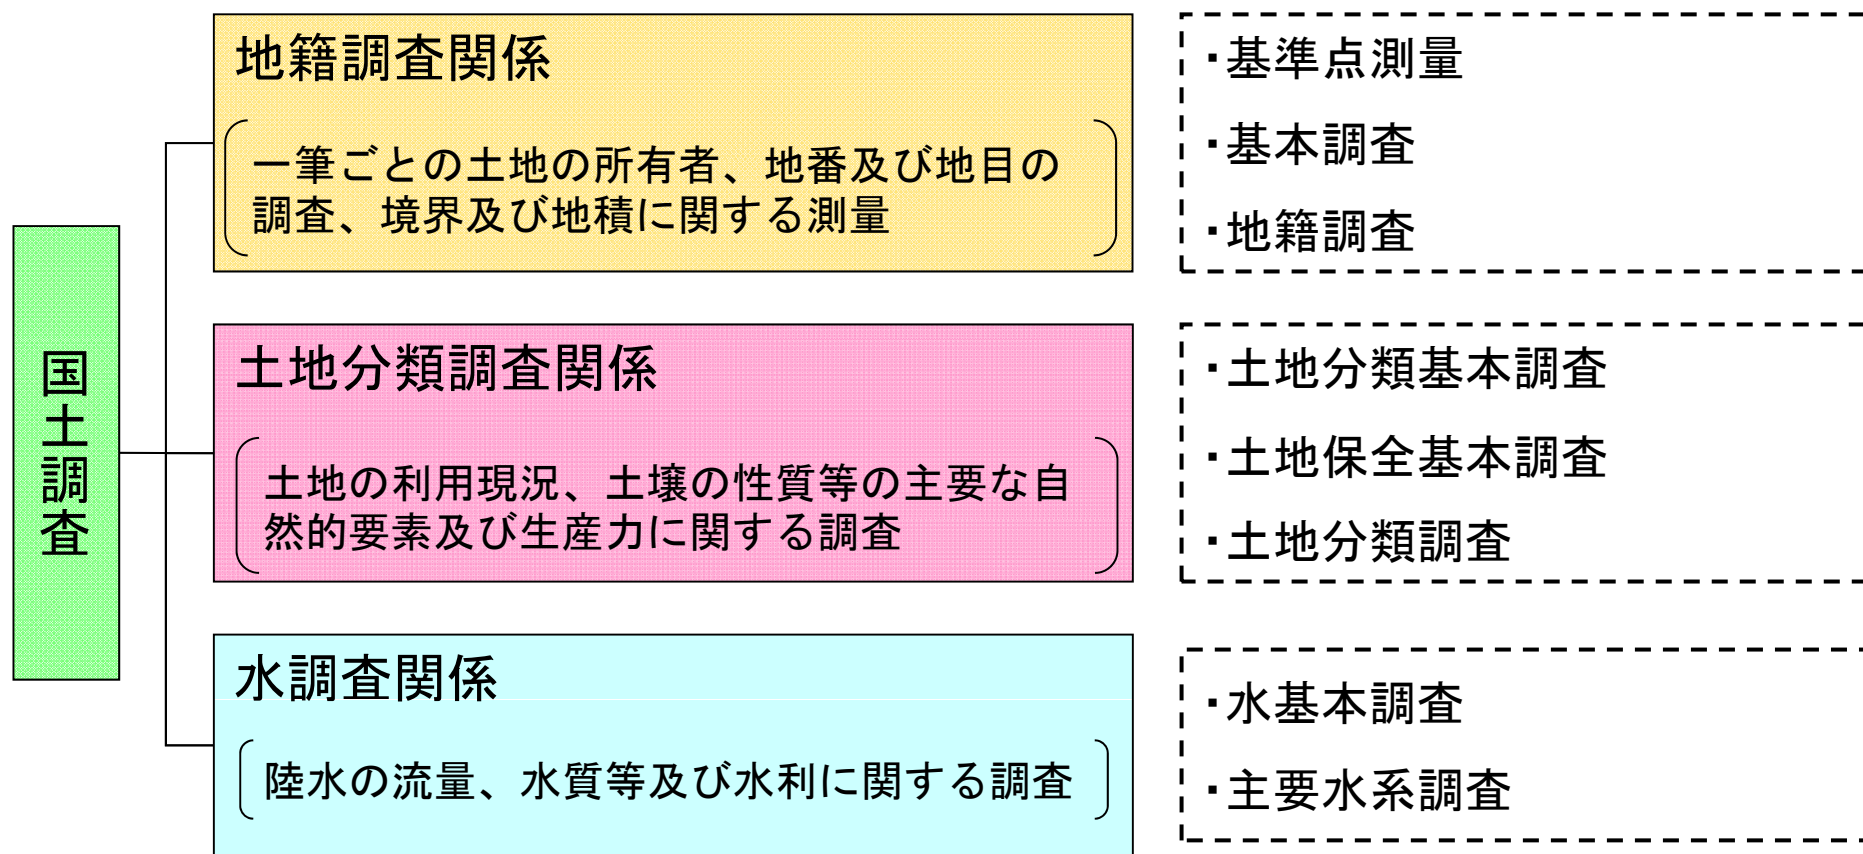 国土調査
地籍調査関係
一筆ごとの土地の所有者、地番及び地目の
調査、境界及び地積に関する測量
・基準点測量
・基本調査
・地籍調査
土地分類調査関係
土地の利用現況、土壌の性質等の主要な自
然的要素及び生産力に関する調査
・土地分類基本調査
・土地保全基本調査
・土地分類調査
水調査関係
陸水の流量、水質等及び水利に関する調査
・水基本調査
・主要水系調査